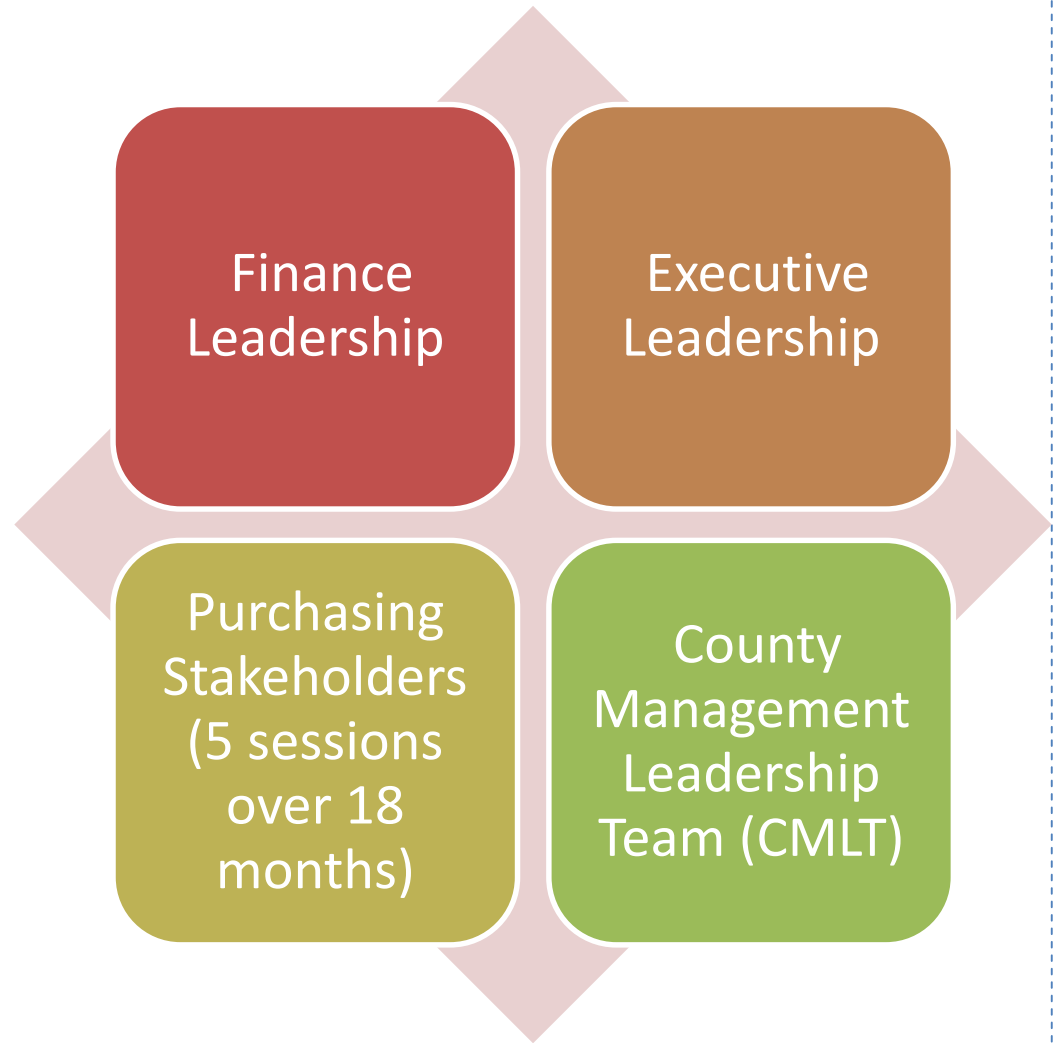 Finance
Leadership
Executive
Leadership
Purchasing
Stakeholders
(5 sessions
over 18
months)
County
Management
Leadership
Team (CMLT)